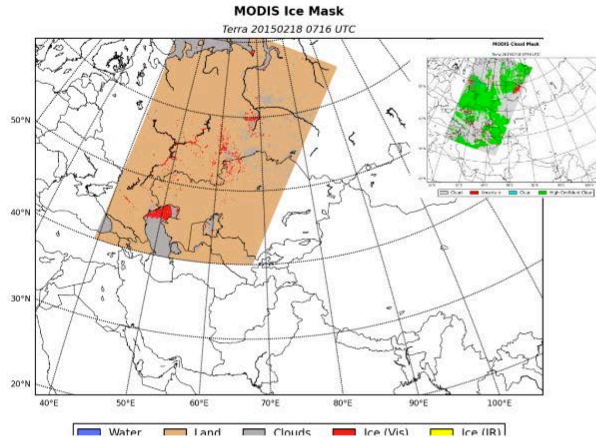 MODIS Ice Mask
Terra 20150218 0716 UTC
MODIS Cloud Mask
50°N
40°N
30°N
20°N
40°E 50°E 60°E 70°E 80°E 90°E 100°E
Water Land Clouds Ice (Vis) Ice (IR)